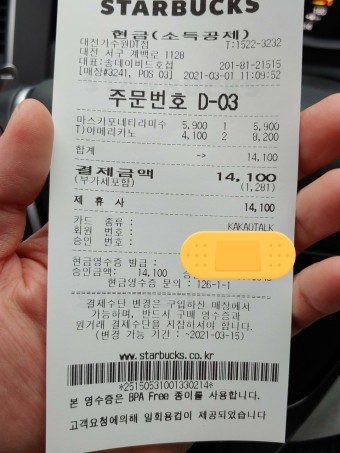 STARBUCKS
현금(소득공제)
대전가수원DT점 T:1522-3232
대전 서구 계백로 1128
대표:송데이비드호섭 201-81-21515
[매장#3241, POS 03] 2021-03-01 11:09:52
주문번호 D-03
마스카포네티라미수 5,900 1 5,900
T)아메리카노 4,100 2 8,200
합계 -> 14,100
결제금액 14,100
(부가세포함) (1,281)
제 휴 사 14,100
카드 종류 : KAKAOTALK
회원 번호 :
승인 번호 :
현금영수증 발급 :
승인금액: 14,100
현금영수증 문의 : 126-1-1
결제수단 변경은 구입하신 매장에서
가능하며, 반드시 구매 영수증과
원거래 결제수단을 지참하셔야 합니다.
(변경 가능 기간 : ~2021-03-15)
www.starbucks.co.kr
*25150531001330214*
본 영수증은 BPA Free 종이를 사용합니다.
고객요청에의해 일회용컵이 제공되었습니다